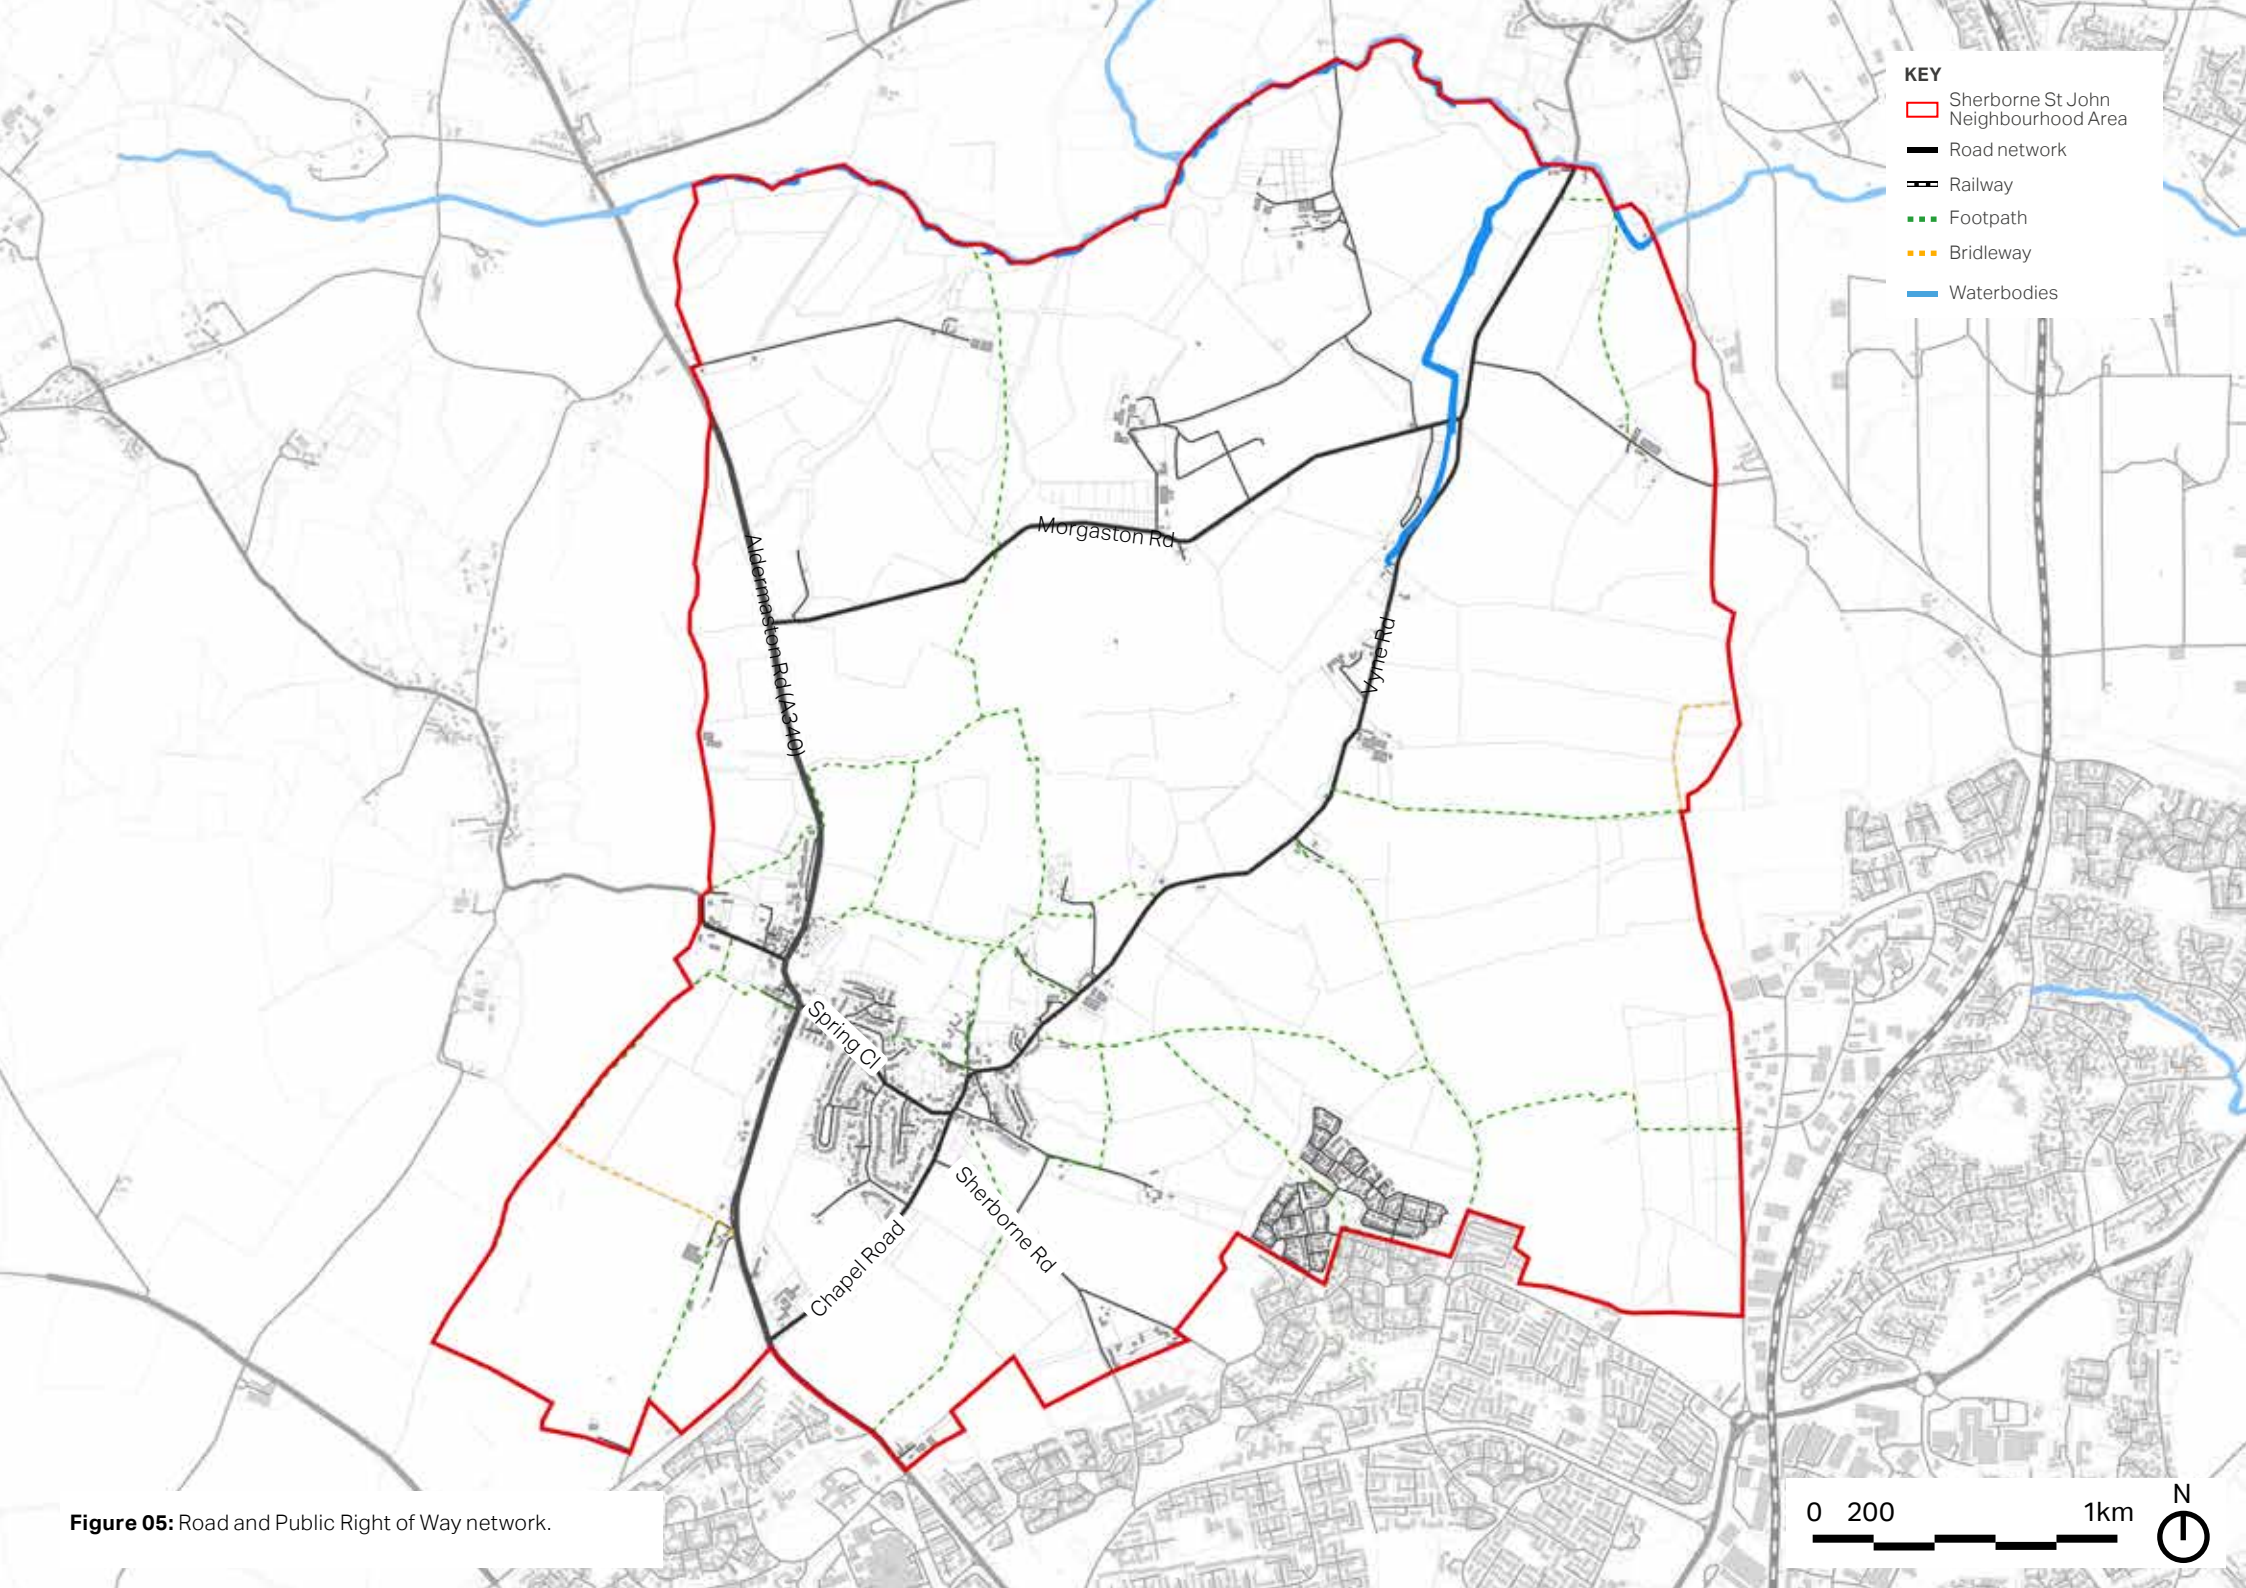 KEY
Sherborne St John
Neighbourhood Area
Road network
Railway
Footpath
Bridleway
Waterbodies
Morgaston Rd
Aldermaston Rd (A340)
Vyne Rd
Spring Cl
Sherborne Rd
Chapel Road
Figure 05: Road and Public Right of Way network.
0 200 1km
N